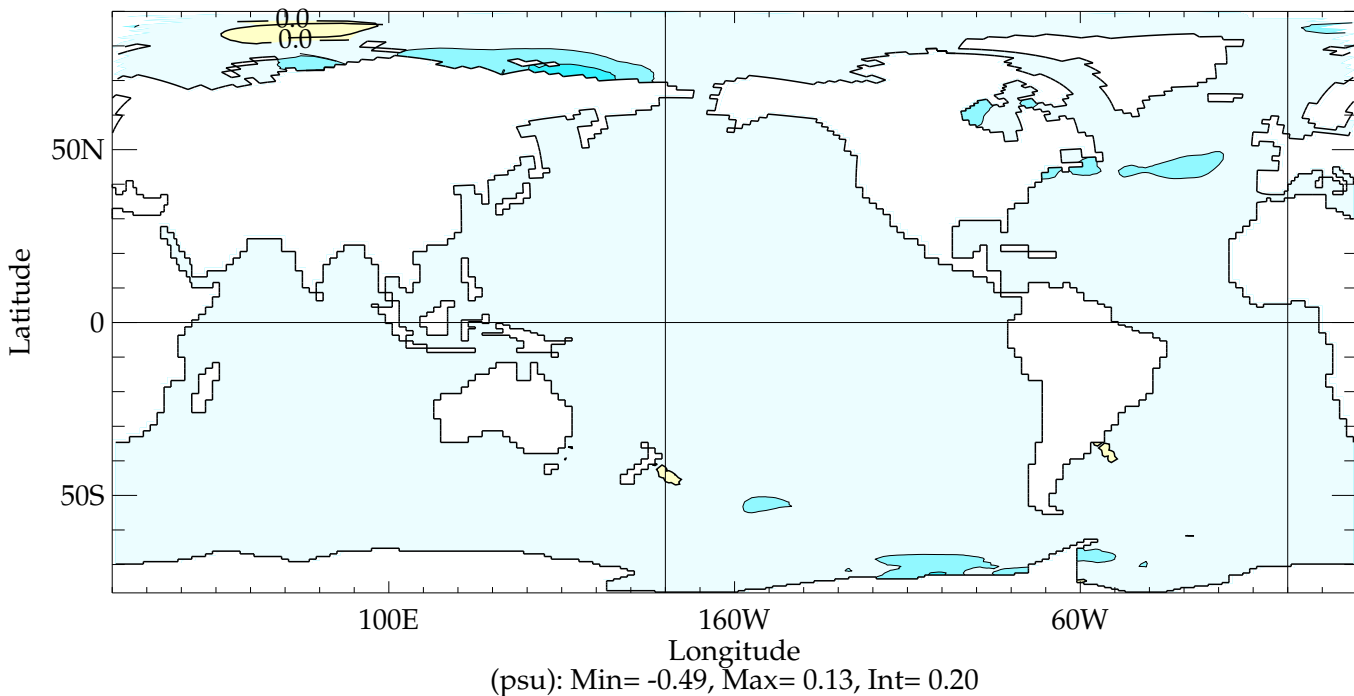 0.0
0.0
50N
0
50S
Latitude
100E
160W
60W
Longitude
(psu): Min= -0.49, Max= 0.13, Int= 0.20